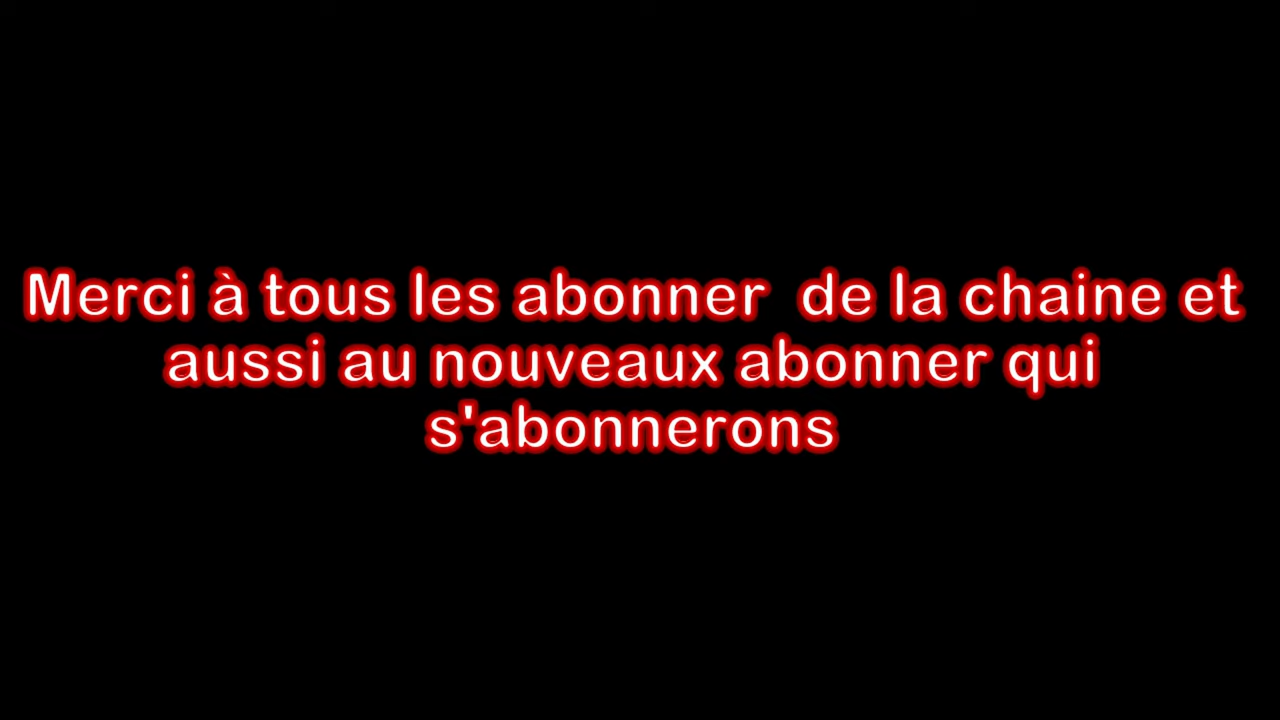 Merci à tous les abonner  de la chaine et
aussi au nouveaux abonner qui
s'abonnerons